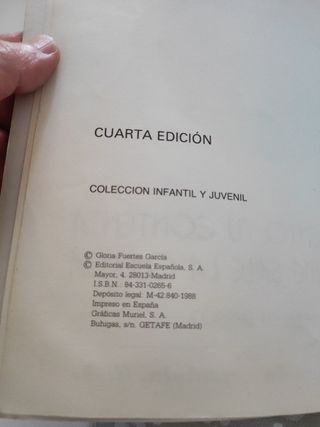 CUARTA EDICIÓN
COLECCION INFANTIL Y JUVENIL
© Gloria Fuertes García
© Editorial Escuela Española, S. A.
Mayor, 4. 28013-Madrid
I.S.B.N.: 84-331-0265-6
Depósito legal: M-42.840-1988
Impreso en España
Gráficas Muriel, S. A.
Buhigas, s/n. GETAFE (Madrid)